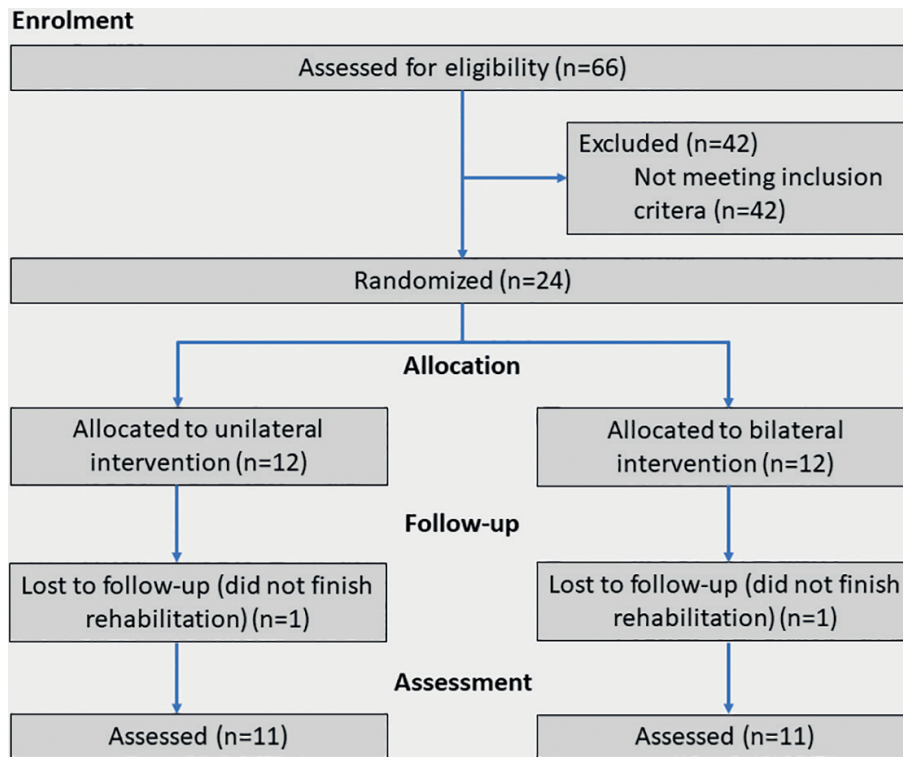 Enrolment
Assessed for eligibility (n=66)
Excluded (n=42)
Not meeting inclusion
critera (n=42)
Randomized (n=24)
Allocation
Allocated to unilateral
intervention (n=12)
Allocated to bilateral
intervention (n=12)
Follow-up
Lost to follow-up (did not finish
rehabilitation) (n=1)
Lost to follow-up (did not finish
rehabilitation) (n=1)
Assessment
Assessed (n=11)
Assessed (n=11)